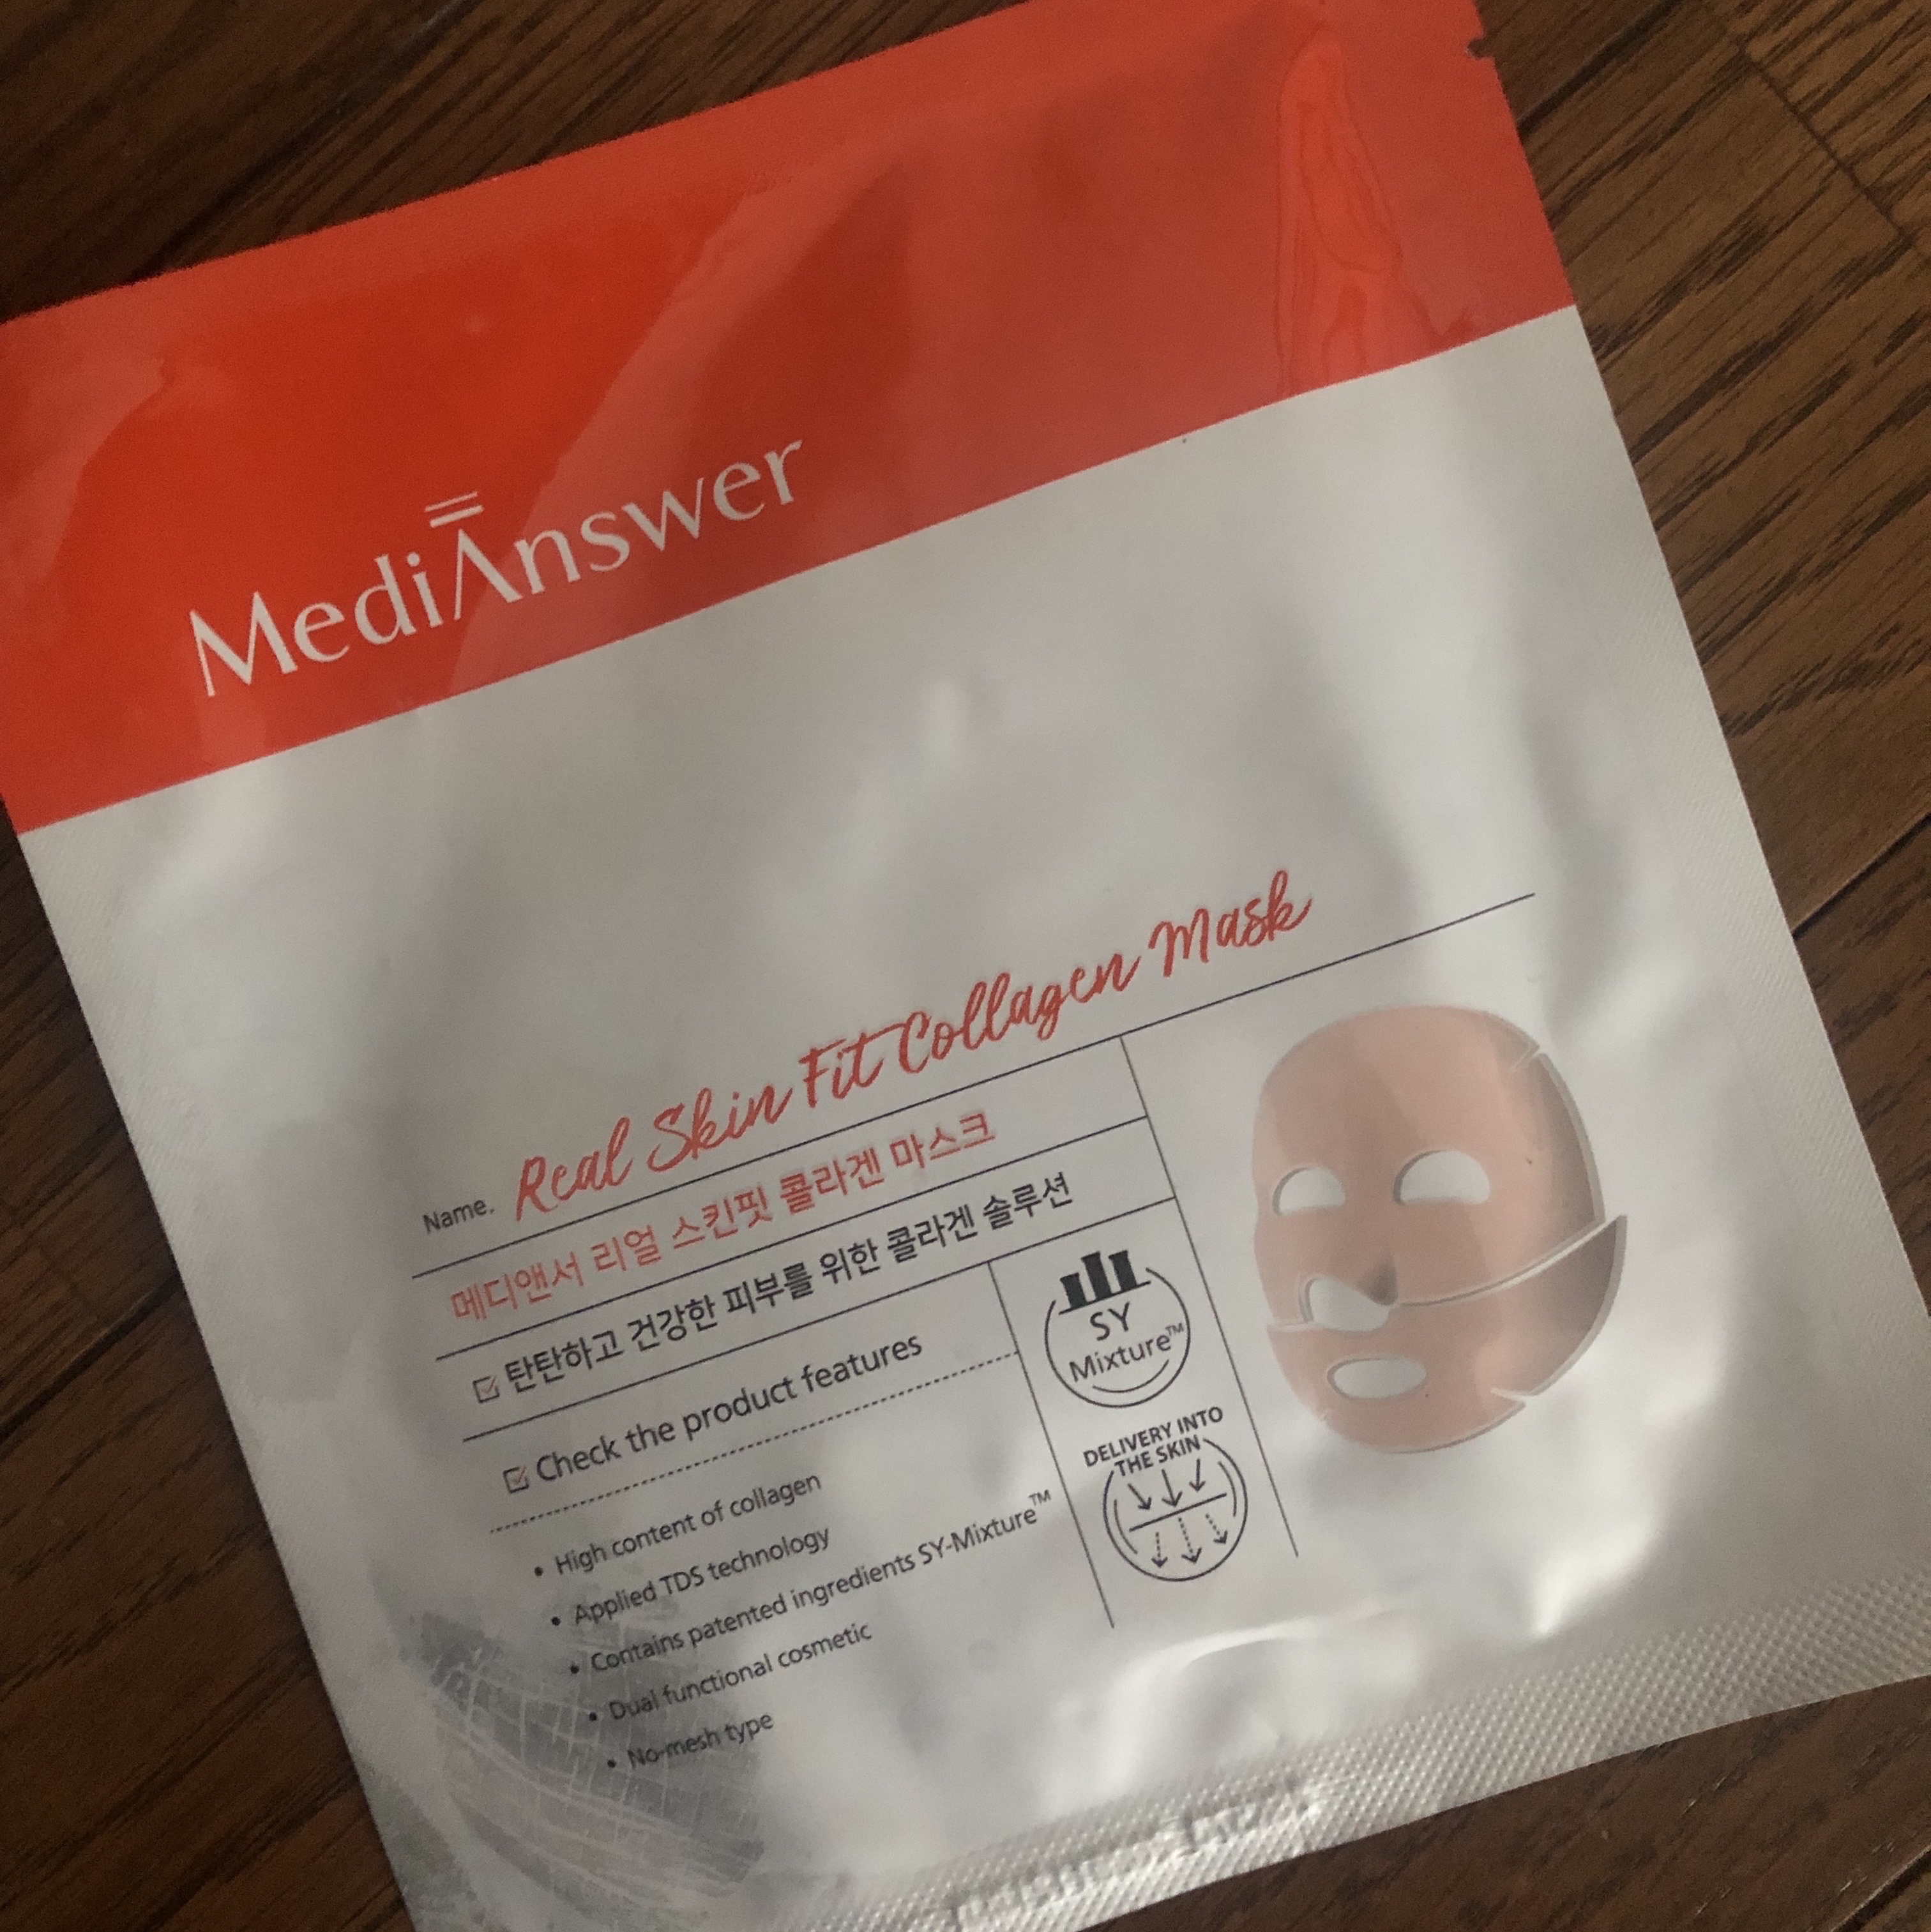 MediAnswer
Name. Real Skin Fit Collagen Mask
메디앤서 리얼 스킨핏 콜라겐 마스크
탄탄하고 건강한 피부를 위한 콜라겐 솔루션
Check the product features
• High content of collagen
• Applied TDS technology
• Contains patented ingredients SY-Mixture™
• Dual functional cosmetic
• No-mesh type
SY
Mixture™
DELIVERY INTO
THE SKIN